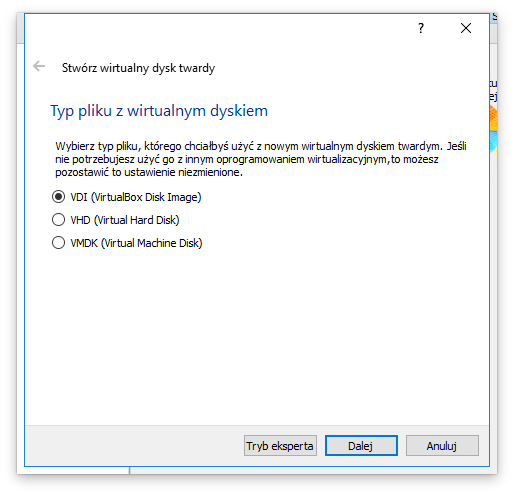 ?
Stwórz wirtualny dysk twardy
Typ pliku z wirtualnym dyskiem
Wybierz typ pliku, którego chciałbyś użyć z nowym wirtualnym dyskiem twardym. Jeśli
nie potrzebujesz użyć go z innym oprogramowaniem wirtualizacyjnym,to możesz
pozostawić to ustawienie niezmienione.
VDI (VirtualBox Disk Image)
VHD (Virtual Hard Disk)
VMDK (Virtual Machine Disk)
Tryb eksperta
Dalej
Anuluj